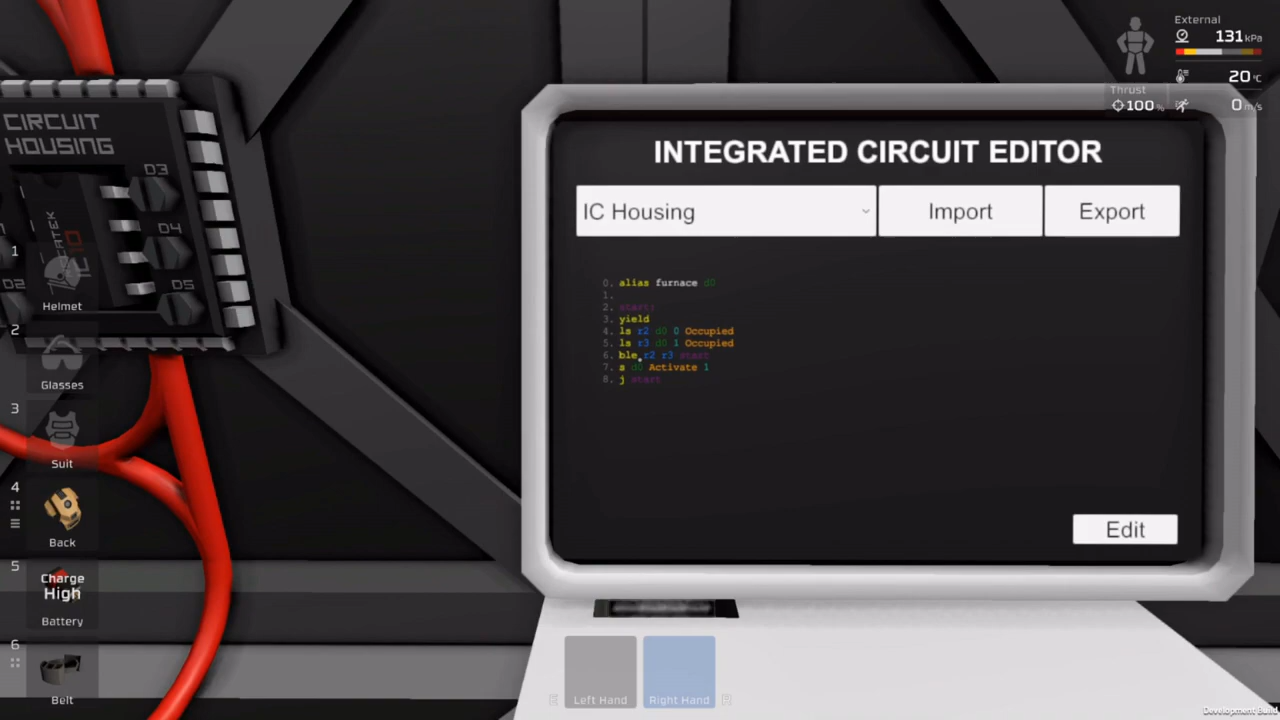 External
131 kPa
20 °C
Thrust
100 %
0 m/s
CIRCUIT
HOUSING
D3
D4
D5
D2
1
Helmet
2
Glasses
3
Suit
4
Back
5
Charge
High
Battery
6
Belt
INTEGRATED CIRCUIT EDITOR
IC Housing
Import
Export
0. alias furnace d0
1.
2. start:
3. yield
4. ls r2 d0 0 Occupied
5. ls r3 d0 1 Occupied
6. ble r2 r3 start
7. s d0 Activate 1
8. j start
Edit
E Left Hand
Right Hand
Development Build